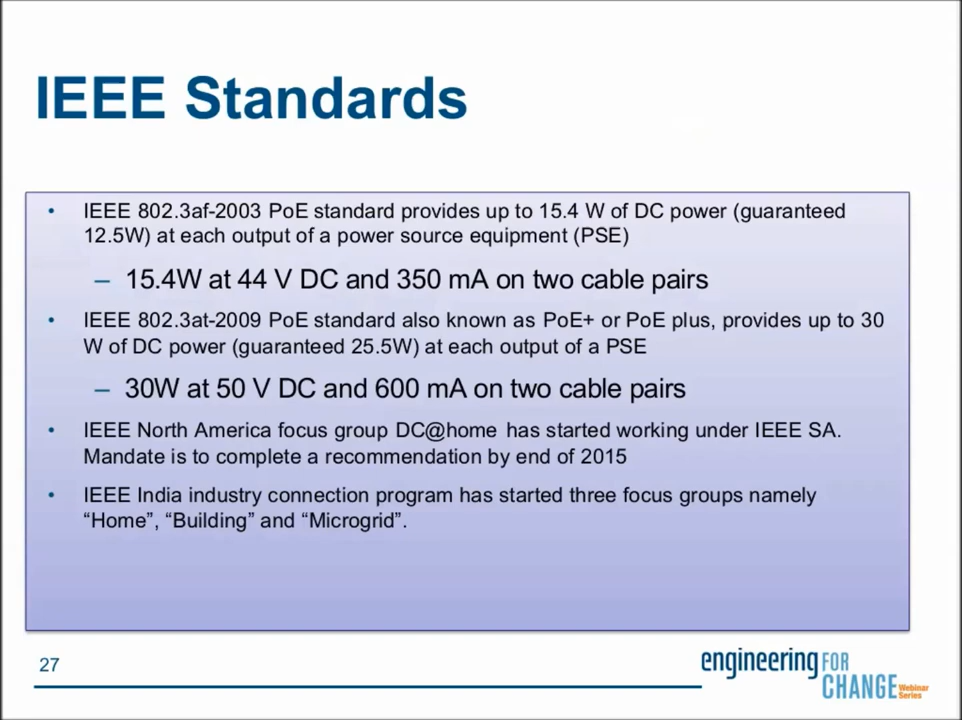 IEEE Standards
• IEEE 802.3af-2003 PoE standard provides up to 15.4 W of DC power (guaranteed
12.5W) at each output of a power source equipment (PSE)
– 15.4W at 44 V DC and 350 mA on two cable pairs
• IEEE 802.3at-2009 PoE standard also known as PoE+ or PoE plus, provides up to 30
W of DC power (guaranteed 25.5W) at each output of a PSE
– 30W at 50 V DC and 600 mA on two cable pairs
• IEEE North America focus group DC@home has started working under IEEE SA.
Mandate is to complete a recommendation by end of 2015
• IEEE India industry connection program has started three focus groups namely
“Home”, “Building” and “Microgrid”.
27
engineering FOR
CHANGE Webinar
Series